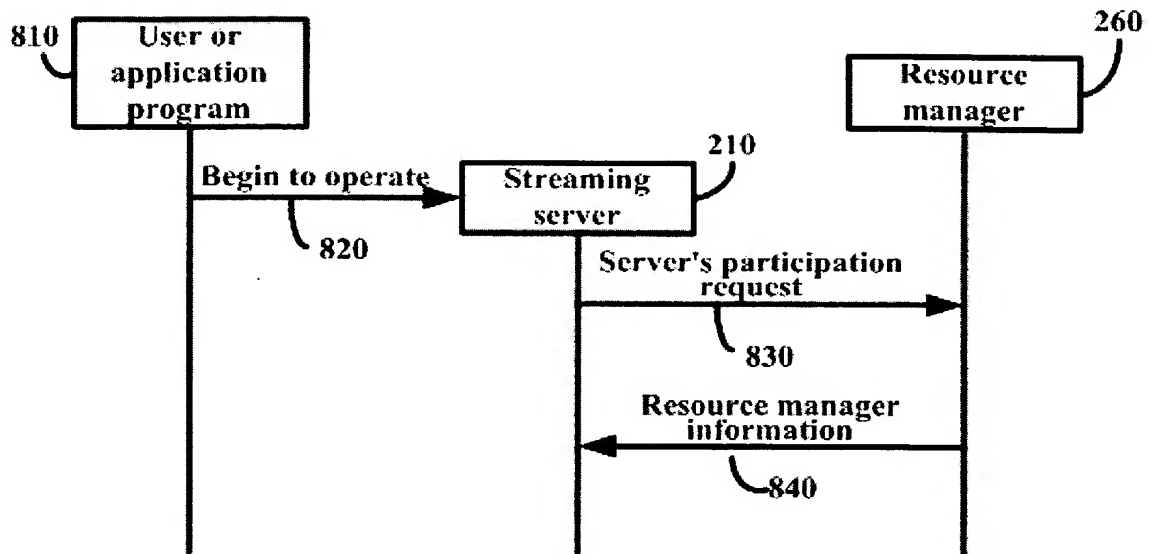 810
User or
application
program
260
Resource
manager
210
Begin to operate
Streaming
server
820
Server's participation
request
830
Resource manager
information
840